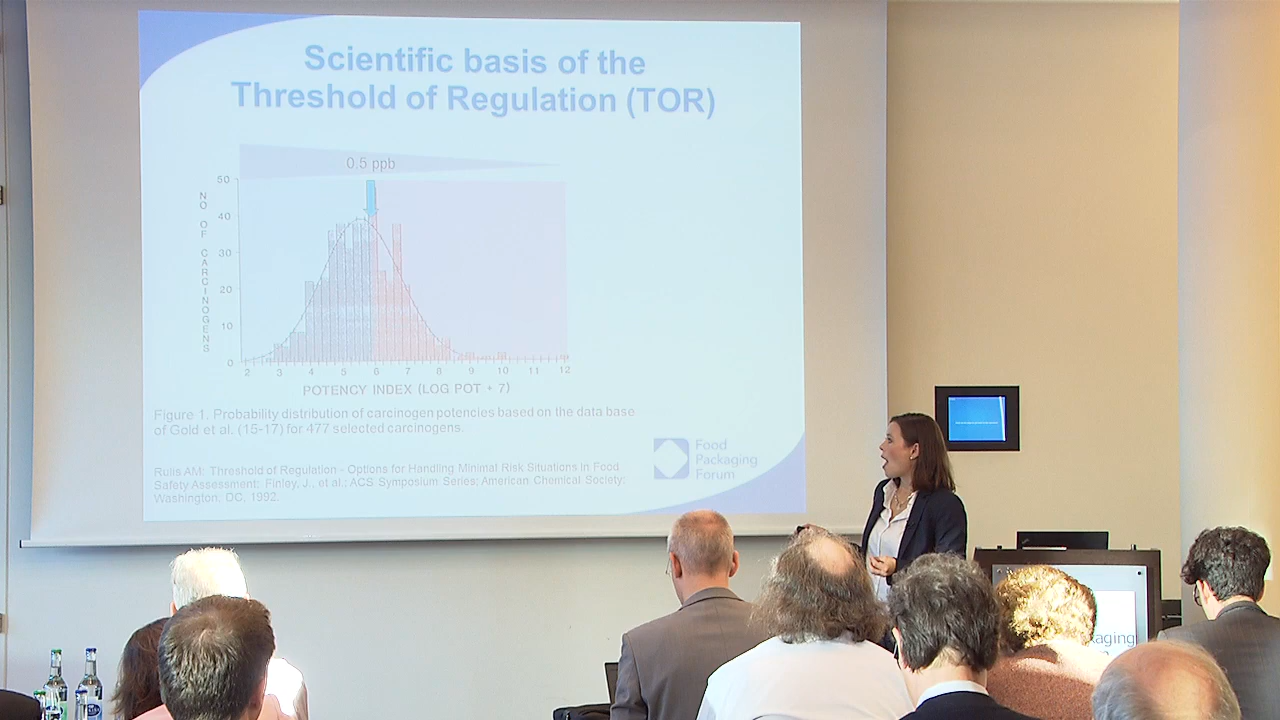 Scientific basis of the
Threshold of Regulation (TOR)
0.5 ppb
NO. OF CARCINOGENS
50
40
30
20
10
0
2 3 4 5 6 7 8 9 10 11 12
POTENCY INDEX (LOG POT + 7)
Figure 1. Probability distribution of carcinogen potencies based on the data base
of Gold et al. (15-17) for 477 selected carcinogens.
Rulis AM: Threshold of Regulation - Options for Handling Minimal Risk Situations in Food
Safety Assessment: Finley, J., et al.: ACS Symposium Series; American Chemical Society:
Washington, DC, 1992.
Food
Packaging
Forum